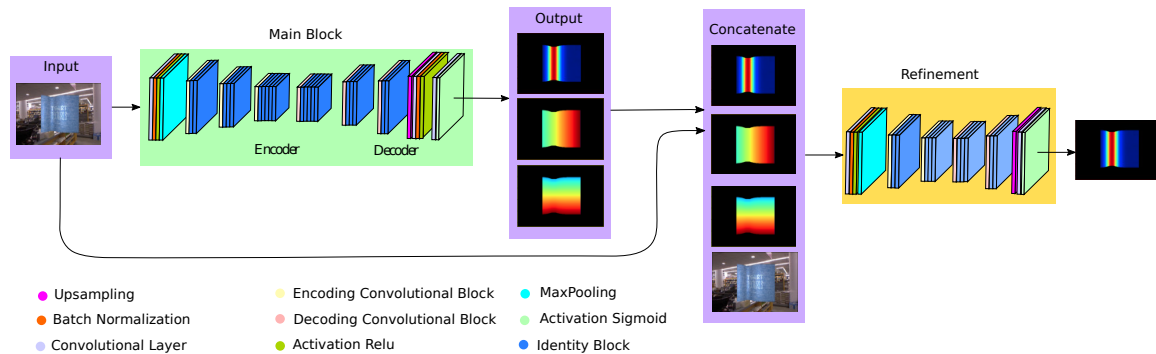 Input
Main Block
Encoder
Decoder
Output
Concatenate
Refinement
Upsampling
Batch Normalization
Convolutional Layer
Encoding Convolutional Block
Decoding Convolutional Block
Activation Relu
MaxPooling
Activation Sigmoid
Identity Block